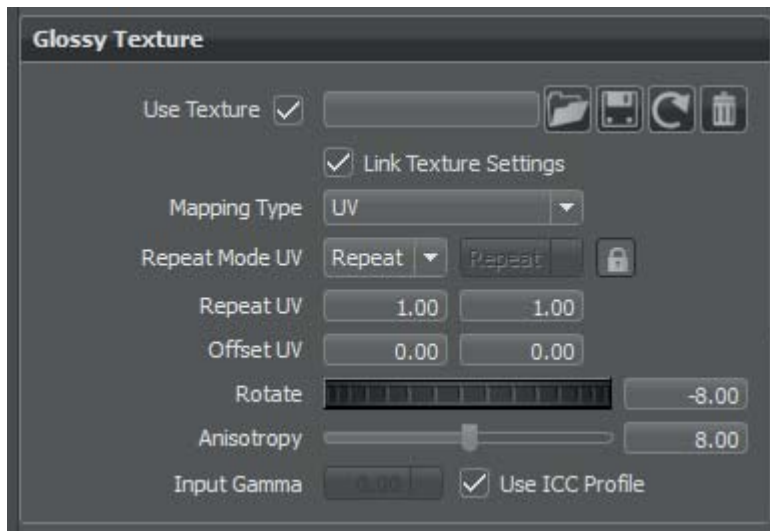 Glossy Texture
Use Texture
Link Texture Settings
Mapping Type UV
Repeat Mode UV Repeat Repeat
Repeat UV 1.00 1.00
Offset UV 0.00 0.00
Rotate -8.00
Anisotropy 8.00
Input Gamma Use ICC Profile